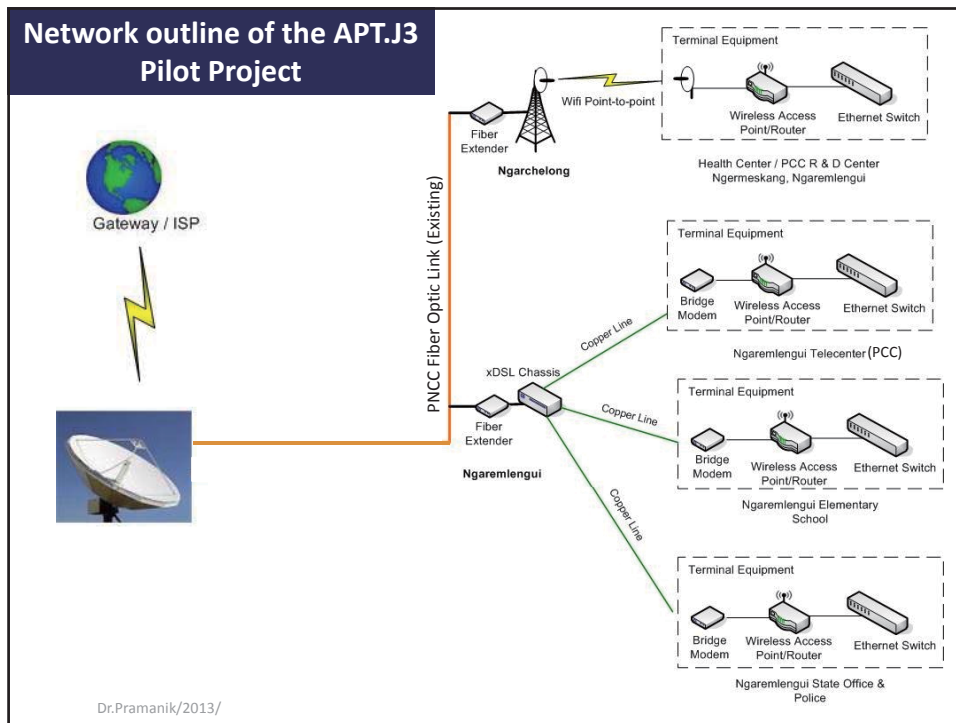 Network outline of the APT.J3
Pilot Project
Gateway / ISP
PNCC Fiber Optic Link (Existing)
Fiber
Extender
Ngarchelong
Wifi Point-to-point
Terminal Equipment
Wireless Access
Point/Router
Ethernet Switch
Health Center / PCC R & D Center
Ngermeskang, Ngaremlengui
Fiber
Extender
Ngaremlengui
xDSL Chassis
Copper Line
Terminal Equipment
Bridge
Modem
Wireless Access
Point/Router
Ethernet Switch
Ngaremlengui Telecenter (PCC)
Copper Line
Terminal Equipment
Bridge
Modem
Wireless Access
Point/Router
Ethernet Switch
Ngaremlengui Elementary
School
Copper Line
Terminal Equipment
Bridge
Modem
Wireless Access
Point/Router
Ethernet Switch
Ngaremlengui State Office &
Police
Dr.Pramanik/2013/